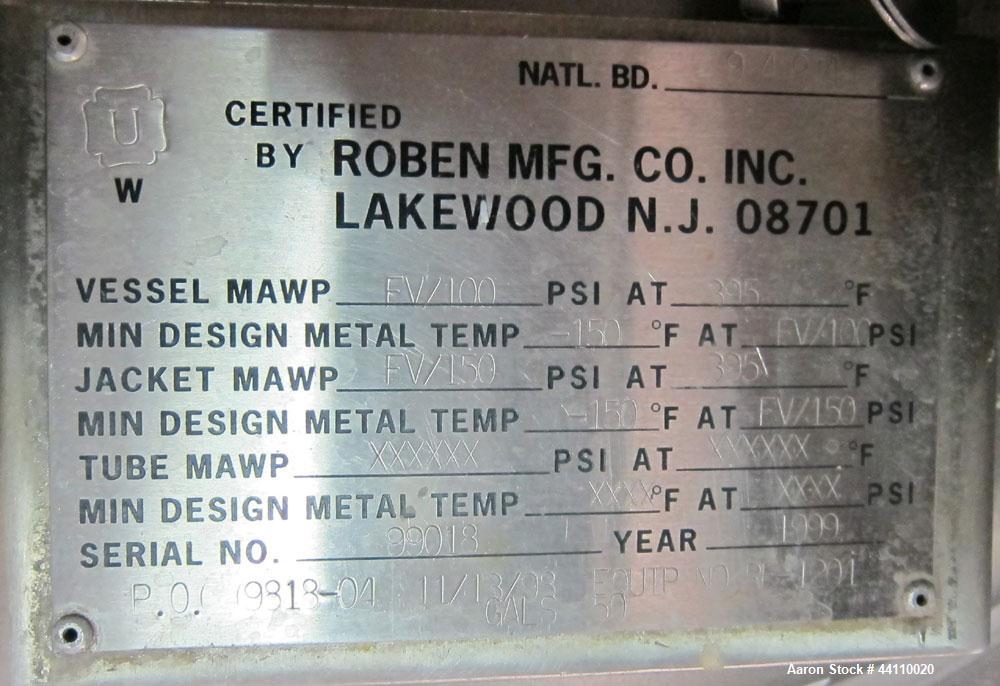 NATL. BD.
U
W
CERTIFIED
BY ROBEN MFG. CO. INC.
LAKEWOOD N.J. 08701
VESSEL MAWP FV/100 PSI AT 395 °F
MIN DESIGN METAL TEMP -150 °F AT FV/100 PSI
JACKET MAWP FV/150 PSI AT 395 °F
MIN DESIGN METAL TEMP -150 °F AT FV/150 PSI
TUBE MAWP XXXXXX PSI AT XXXXXX °F
MIN DESIGN METAL TEMP XXXX °F AT XXXX PSI
SERIAL NO. 99018 YEAR 1999
P.O. 9818-04 11/13/98 EQUIP NO.
GALS 50
Aaron Stock # 44110020